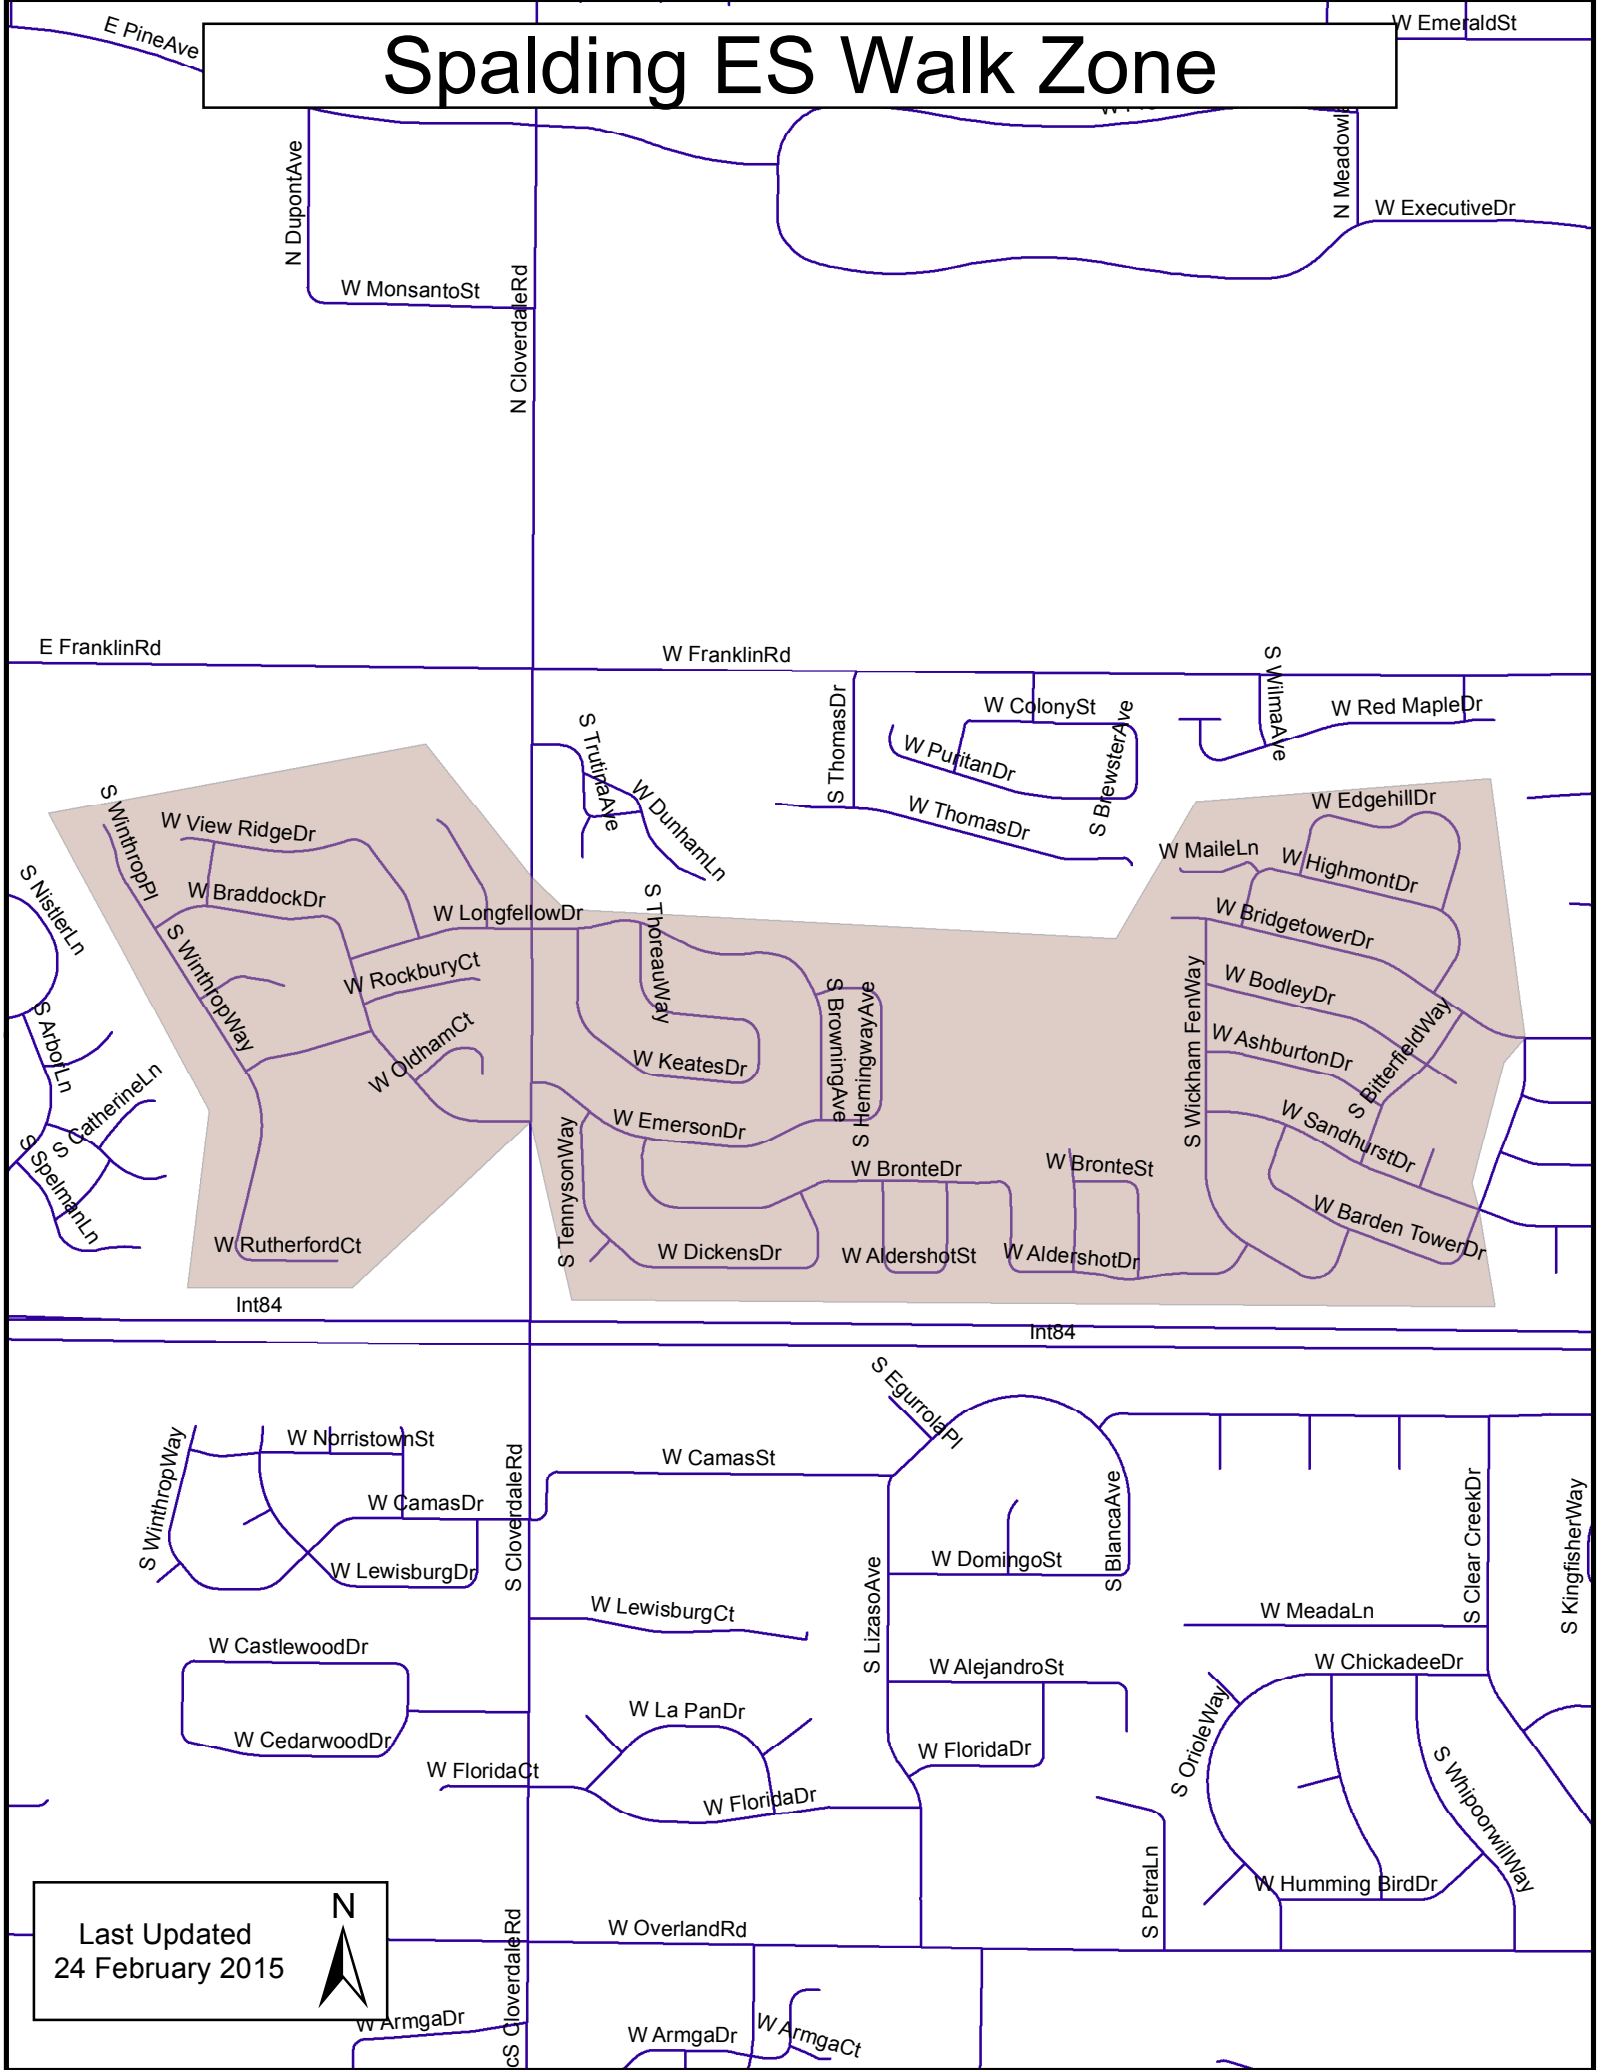 E PineAve
W EmeraldSt
Spalding ES Walk Zone
N DupontAve
N Meadowl
W ExecutiveDr
W MonsantoSt
N CloverdaleRd
E FranklinRd
W FranklinRd
S WilmaAve
S ThomasDr
W ColonySt
S BrewsterAve
W Red MapleDr
S TrutinaAve
W PuritanDr
W DunhamLn
W ThomasDr
W EdgehillDr
S WinthropPl
W View RidgeDr
W MaileLn
W HighmontDr
S NistlerLn
W BraddockDr
W LongfellowDr
S ThoreauWay
W BridgetowerDr
S WinthropWay
W RockburyCt
S BrowningAve
S HemingwayAve
S Wickham FenWay
W BodleyDr
S ArborLn
W OldhamCt
W KeatesDr
W AshburtonDr
S BitterfieldWay
S CatherineLn
S SpelmanLn
S TennysonWay
W EmersonDr
W SandhurstDr
W BronteDr
W BronteSt
W RutherfordCt
W DickensDr
W AldershotSt
W AldershotDr
W Barden TowerDr
Int84
Int84
S EgurrolaPl
S WinthropWay
W NorristownSt
S CloverdaleRd
W CamasSt
W CamasDr
S BlancaAve
S Clear CreekDr
S KingfisherWay
W LewisburgDr
W DomingoSt
S LizasoAve
W LewisburgCt
W MeadaLn
W CastlewoodDr
W AlejandroSt
W ChickadeeDr
W La PanDr
S OrioleWay
W CedarwoodDr
W FloridaCt
W FloridaDr
W FloridaDr
S WhipoorwillWay
S PetraLn
W Humming BirdDr
N
Last Updated
24 February 2015
W OverlandRd
cS CloverdaleRd
W ArmgaDr
W ArmgaDr
W ArmgaCt